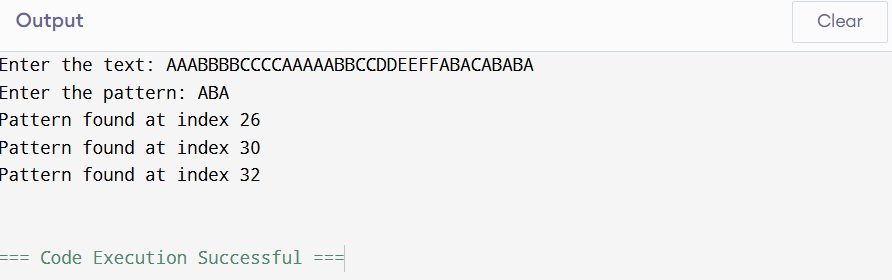 Output
Clear
Enter the text: AAABBBBCCCCAAAAABBCCDDEEFFABACABABA
Enter the pattern: ABA
Pattern found at index 26
Pattern found at index 30
Pattern found at index 32
=== Code Execution Successful ===